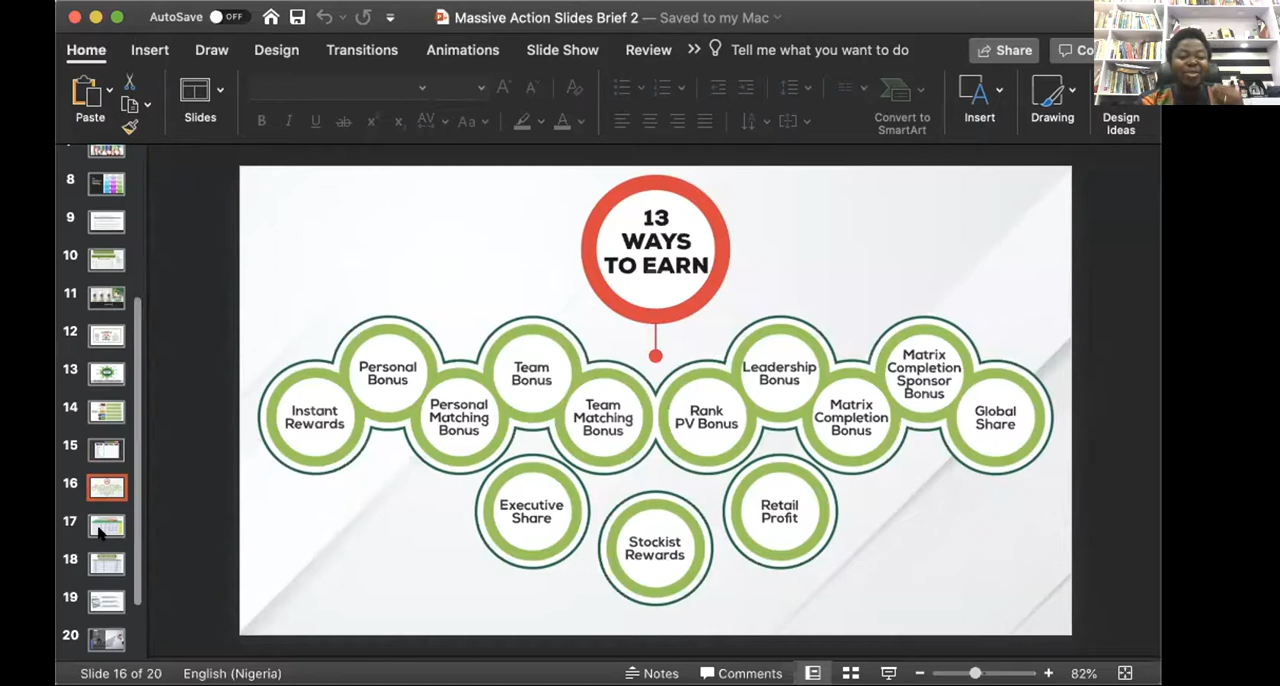 AutoSave OFF
Massive Action Slides Brief 2 — Saved to my Mac
Home Insert Draw Design Transitions Animations Slide Show Review Tell me what you want to do Share Co
Paste
Slides
Convert to
SmartArt
Insert
Drawing
Design
Ideas
8
9
10
11
12
13
14
15
16
17
18
19
20
13
WAYS
TO EARN
Instant
Rewards
Personal
Bonus
Personal
Matching
Bonus
Team
Bonus
Team
Matching
Bonus
Rank
PV Bonus
Leadership
Bonus
Matrix
Completion
Bonus
Matrix
Completion
Sponsor
Bonus
Global
Share
Executive
Share
Stockist
Rewards
Retail
Profit
Slide 16 of 20 English (Nigeria) Notes Comments 82%